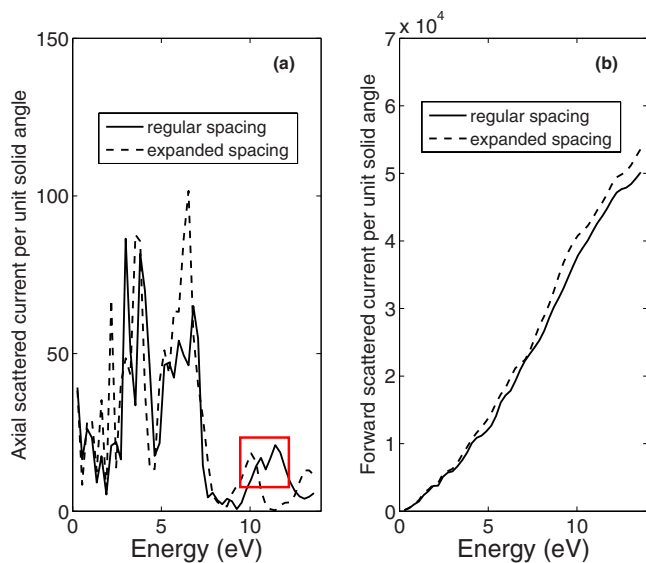 150
100
50
0
0
5
10
Axial scattered current per unit solid angle
Energy (eV)
(a)
regular spacing
expanded spacing
7
x 10^4
6
5
4
3
2
1
0
0
5
10
Forward scattered current per unit solid angle
Energy (eV)
(b)
regular spacing
expanded spacing